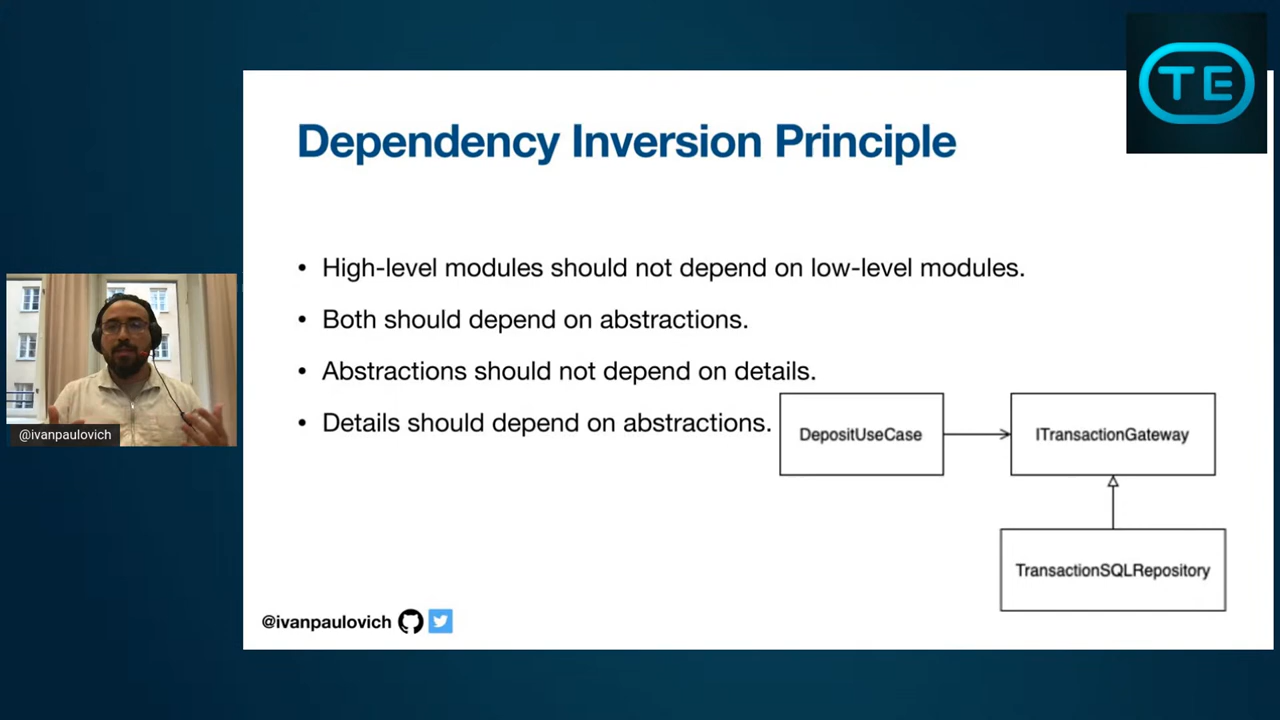 TE
Dependency Inversion Principle
• High-level modules should not depend on low-level modules.
• Both should depend on abstractions.
• Abstractions should not depend on details.
• Details should depend on abstractions.
DepositUseCase
ITransactionGateway
TransactionSQLRepository
@ivanpaulovich
@ivanpaulovich